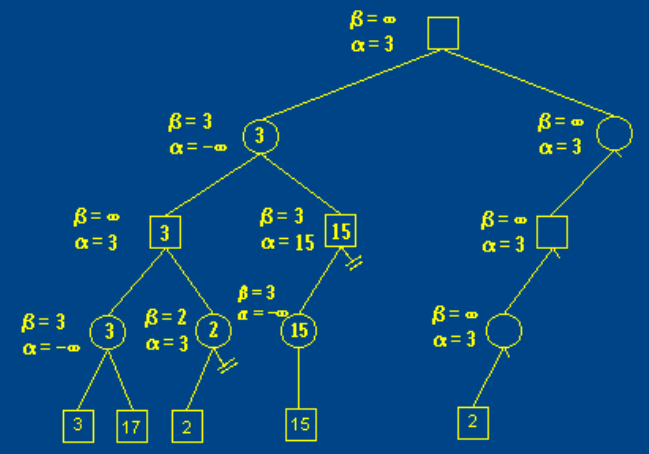 β = ∞
α = 3
β = 3
α = −∞
3
β = ∞
α = 3
β = ∞
α = 3
3
β = 3
α = 15
15
β = ∞
α = 3
β = 3
α = −∞
3
β = 2
α = 3
2
β = 3
α = −∞
15
β = ∞
α = 3
3
17
2
15
2